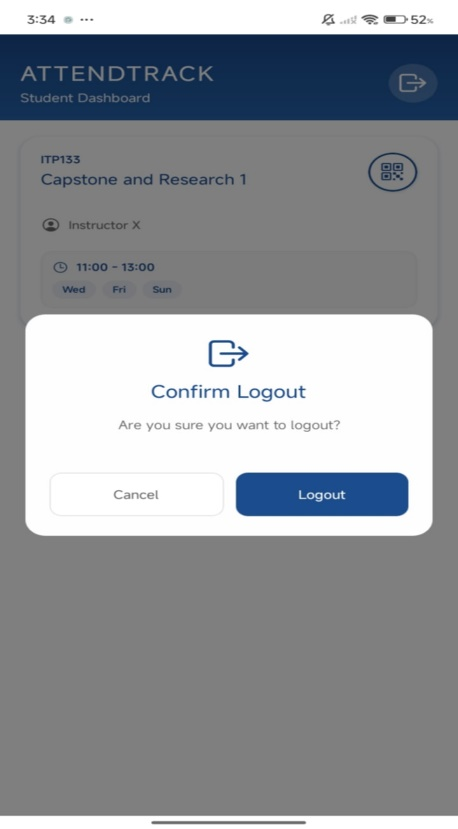 3:34
52%
ATTENDTRACK
Student Dashboard
ITP133
Capstone and Research 1
Instructor X
11:00 - 13:00
Wed Fri Sun
Confirm Logout
Are you sure you want to logout?
Cancel Logout